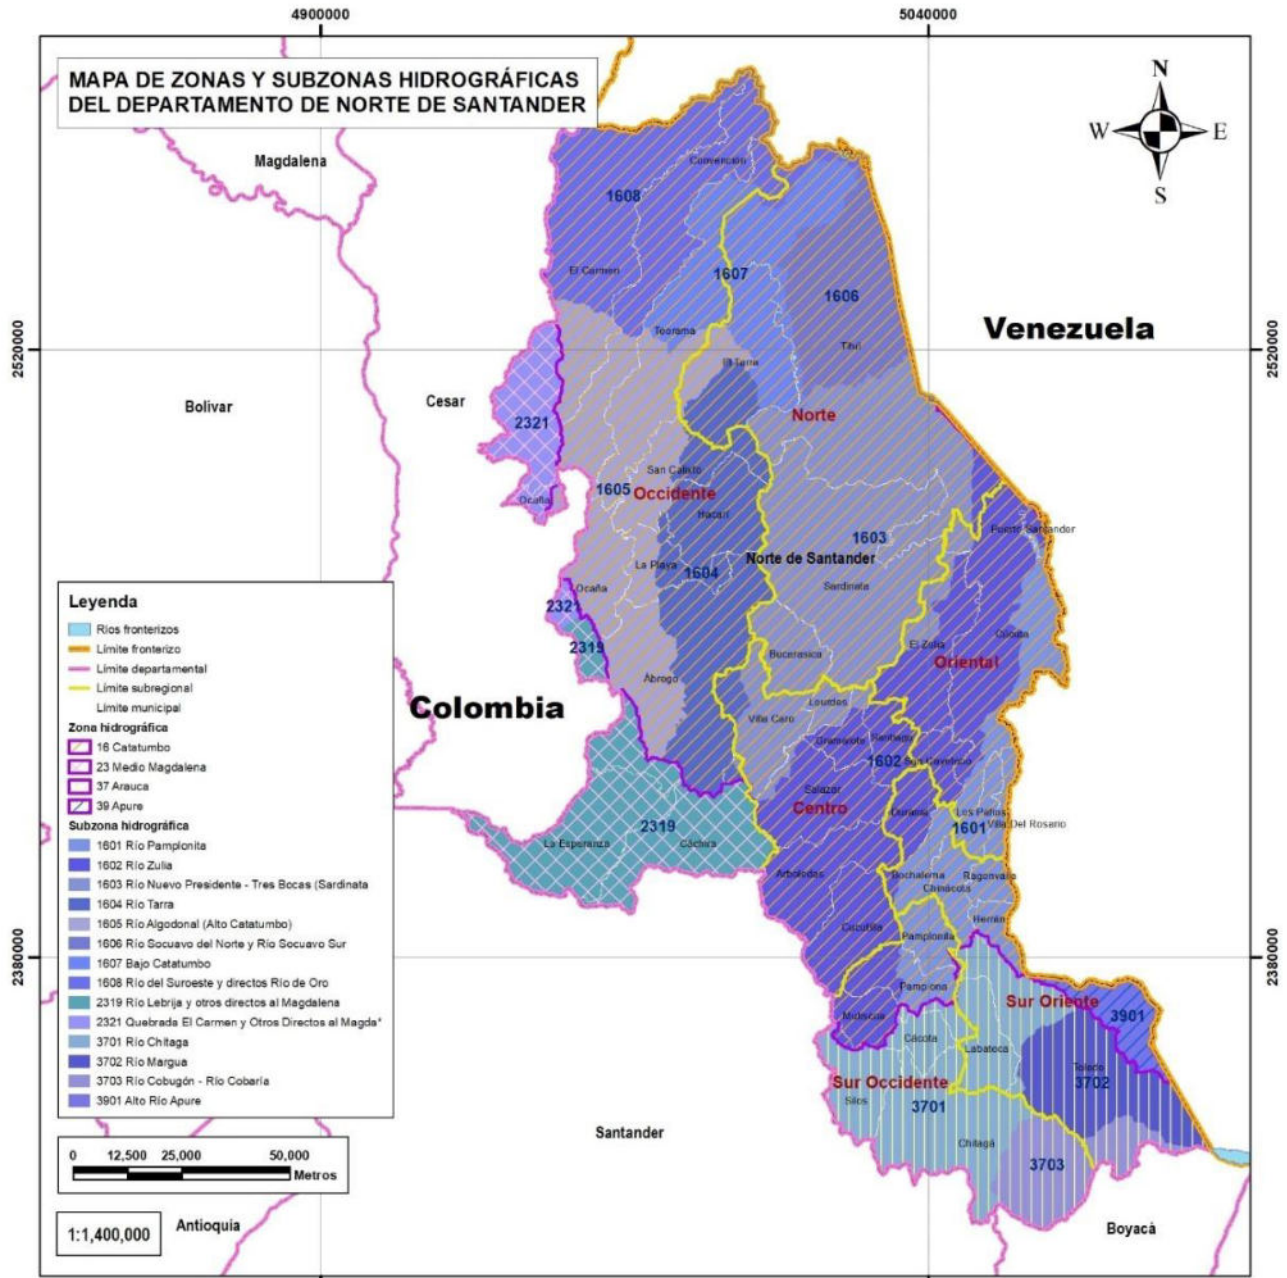 4900000
5040000
MAPA DE ZONAS Y SUBZONAS HIDROGRÁFICAS
DEL DEPARTAMENTO DE NORTE DE SANTANDER
N
W
E
S
Magdalena
Convención
1608
El Carmen
1607
1606
Teorama
Tibú
Venezuela
2520000
2520000
El Tarra
Bolívar
Cesar
Norte
2321
San Calixto
1605
Occidente
Ocaña
Hacarí
Puerto Santander
1603
Norte de Santander
La Playa
1604
Sardinata
Ocaña
2321
Cúcuta
El Zulia
2319
Bucarasica
Oriental
Ábrego
Lourdes
Colombia
Villa Caro
Gramalote
Santiago
1602
San Cayetano
Salazar
Centro
Durania
Los Patios
1601
Villa Del Rosario
2319
La Esperanza
Cáchira
Arboledas
Bochalema
Ragonvalia
Chinácota
Herrán
Cucutilla
Pamplonita
2380000
2380000
Pamplona
Sur Oriente
3901
Mutiscua
Cácota
Labateca
Toledo
3702
Sur Occidente
Silos
3701
Chitagá
3703
Santander
Boyacá
Antioquia
Leyenda
Ríos fronterizos
Límite fronterizo
Límite departamental
Límite subregional
Límite municipal
Zona hidrográfica
16 Catatumbo
23 Medio Magdalena
37 Arauca
39 Apure
Subzona hidrográfica
1601 Río Pamplonita
1602 Río Zulia
1603 Río Nuevo Presidente - Tres Bocas (Sardinata
1604 Río Tarra
1605 Río Algodonal (Alto Catatumbo)
1606 Río Socuavo del Norte y Río Socuavo Sur
1607 Bajo Catatumbo
1608 Río del Suroeste y directos Río de Oro
2319 Río Lebrija y otros directos al Magdalena
2321 Quebrada El Carmen y Otros Directos al Magda*
3701 Río Chitaga
3702 Río Margua
3703 Río Cobugón - Río Cobaría
3901 Alto Río Apure
0 12,500 25,000 50,000
Metros
1:1,400,000